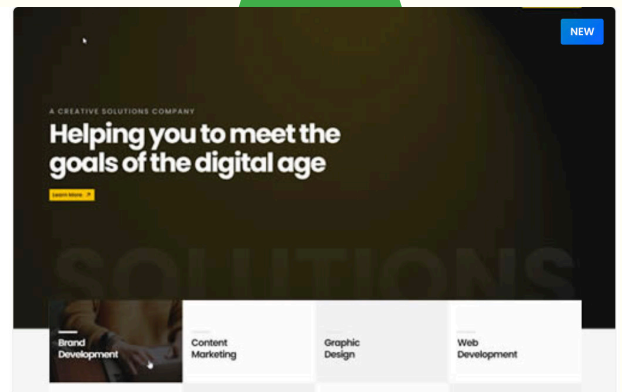 NEW
A CREATIVE SOLUTIONS COMPANY
Helping you to meet the
goals of the digital age
Learn More
SOLUTIONS
Brand
Development
Content
Marketing
Graphic
Design
Web
Development